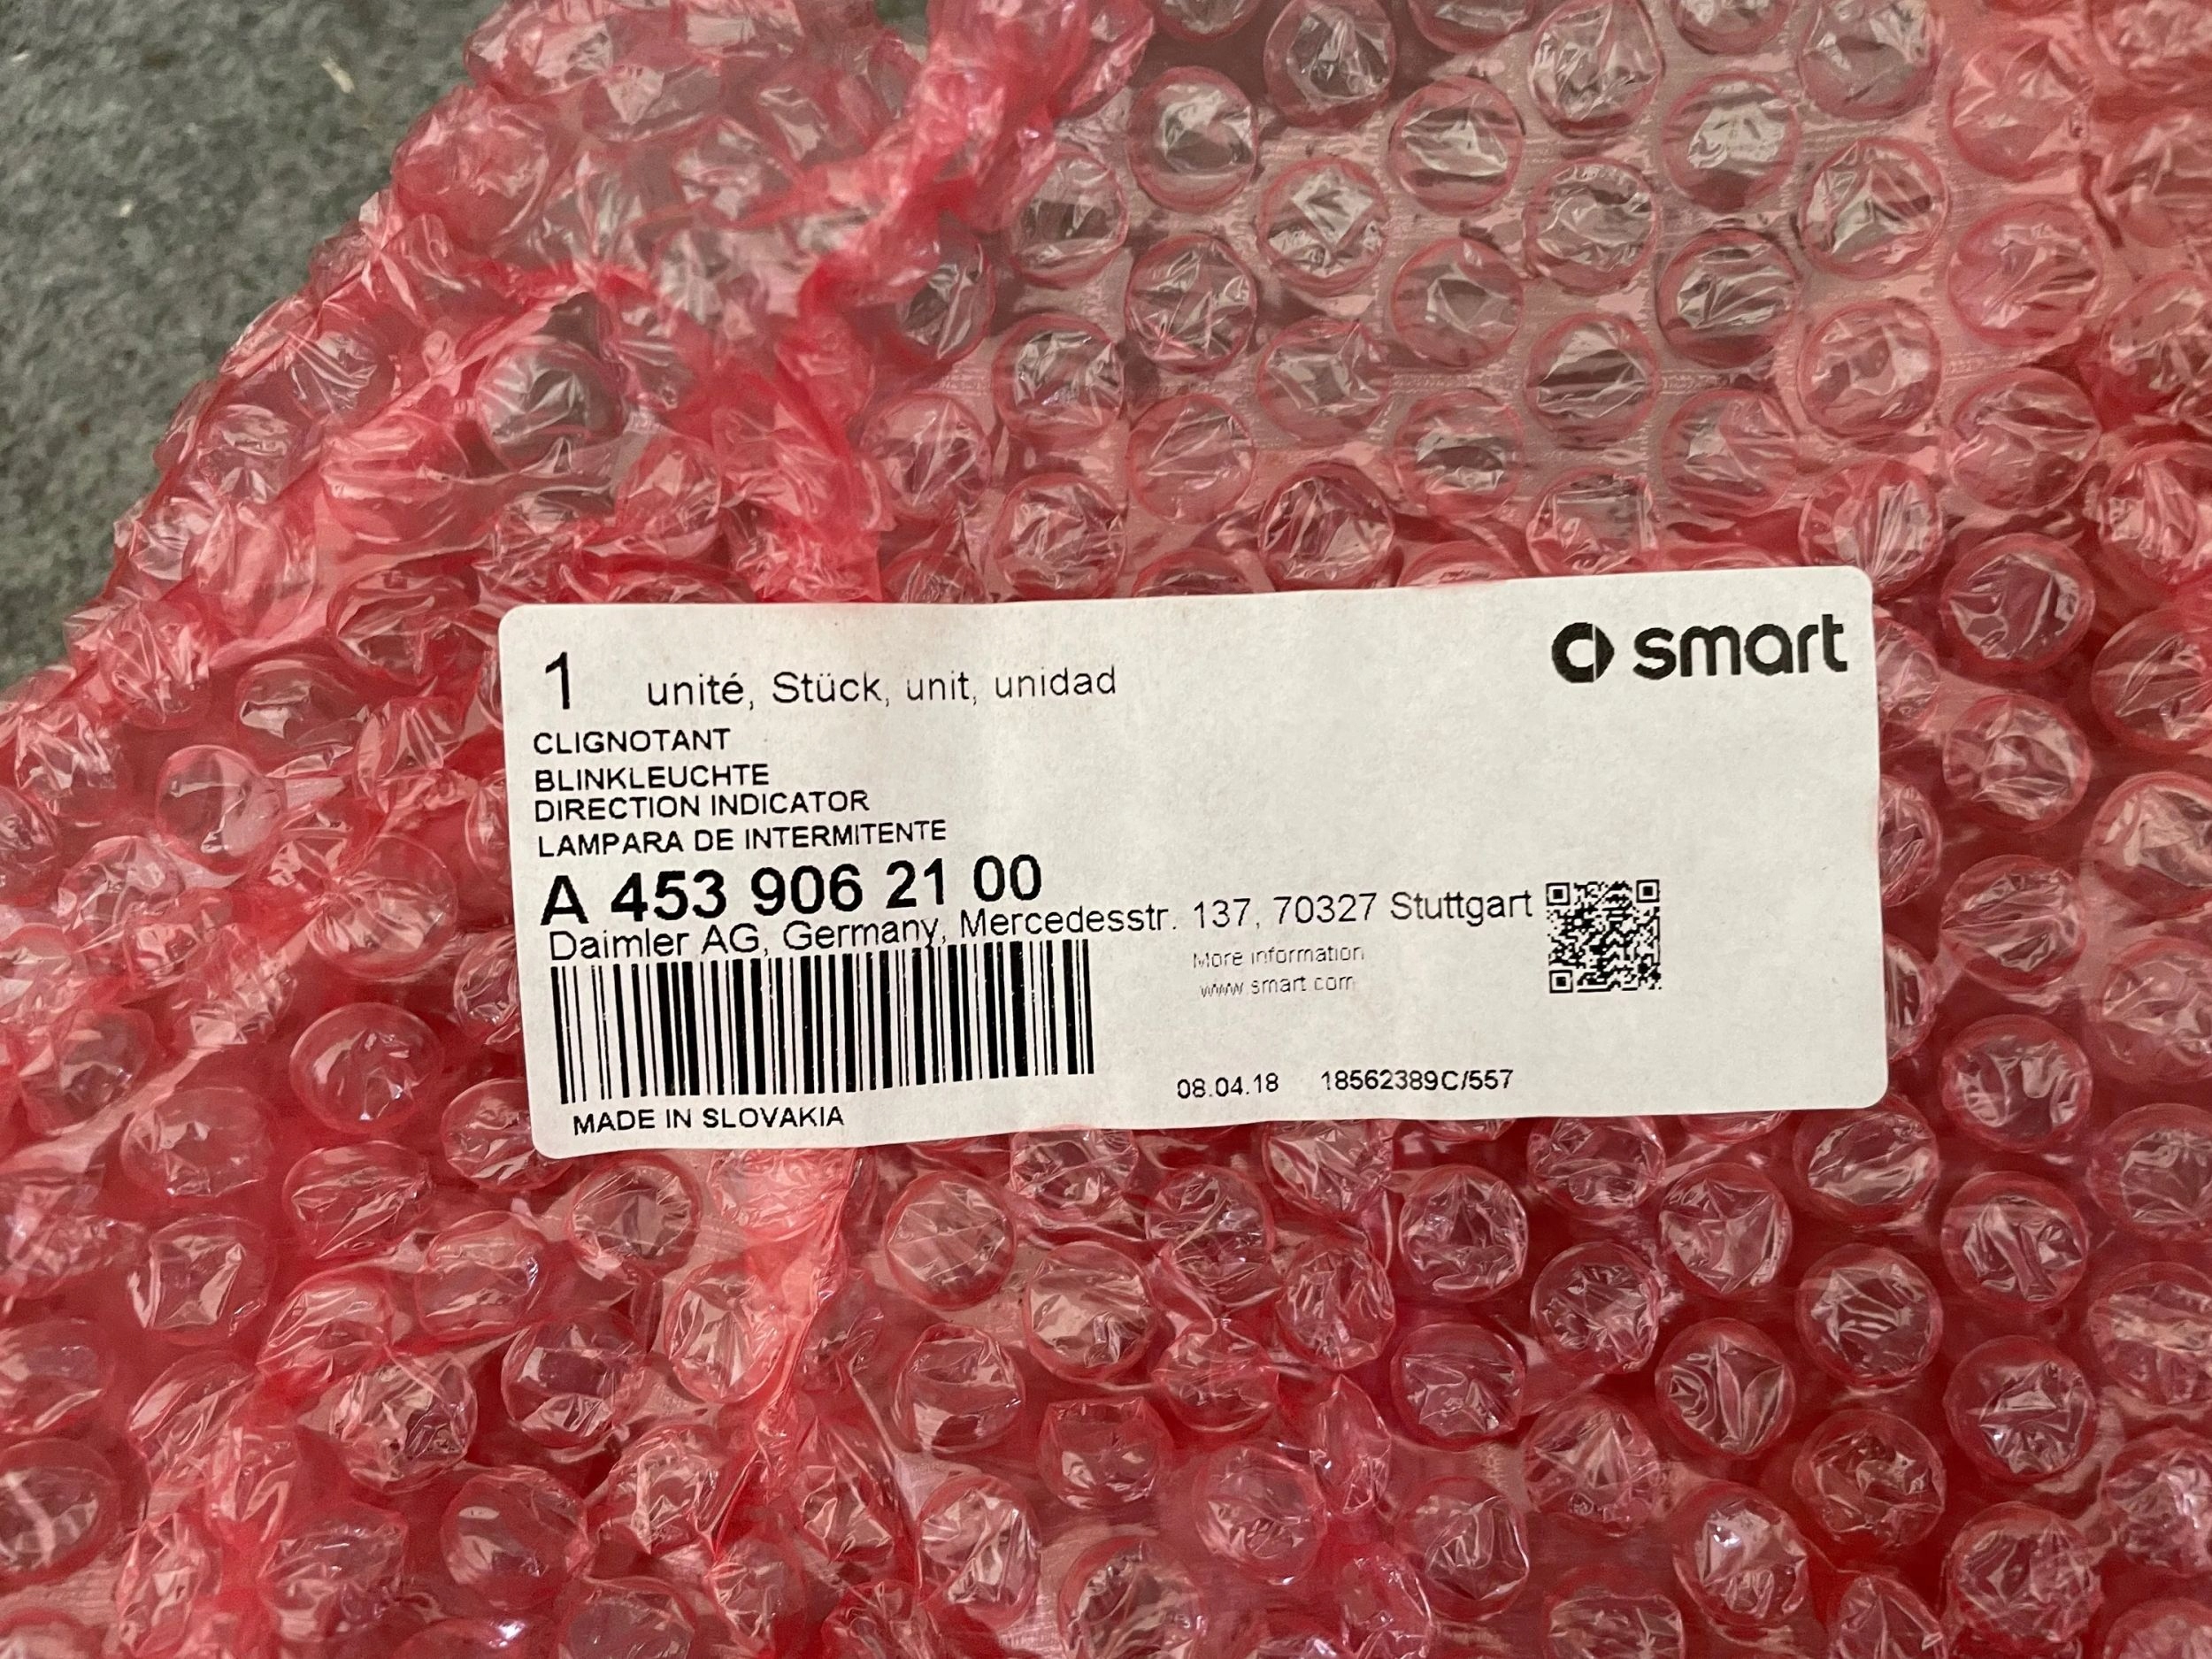 1 unité, Stück, unit, unidad
smart
CLIGNOTANT
BLINKLEUCHTE
DIRECTION INDICATOR
LAMPARA DE INTERMITENTE
A 453 906 21 00
Daimler AG, Germany, Mercedesstr. 137, 70327 Stuttgart
More information
www.smart.com
08.04.18 18562389C/557
MADE IN SLOVAKIA